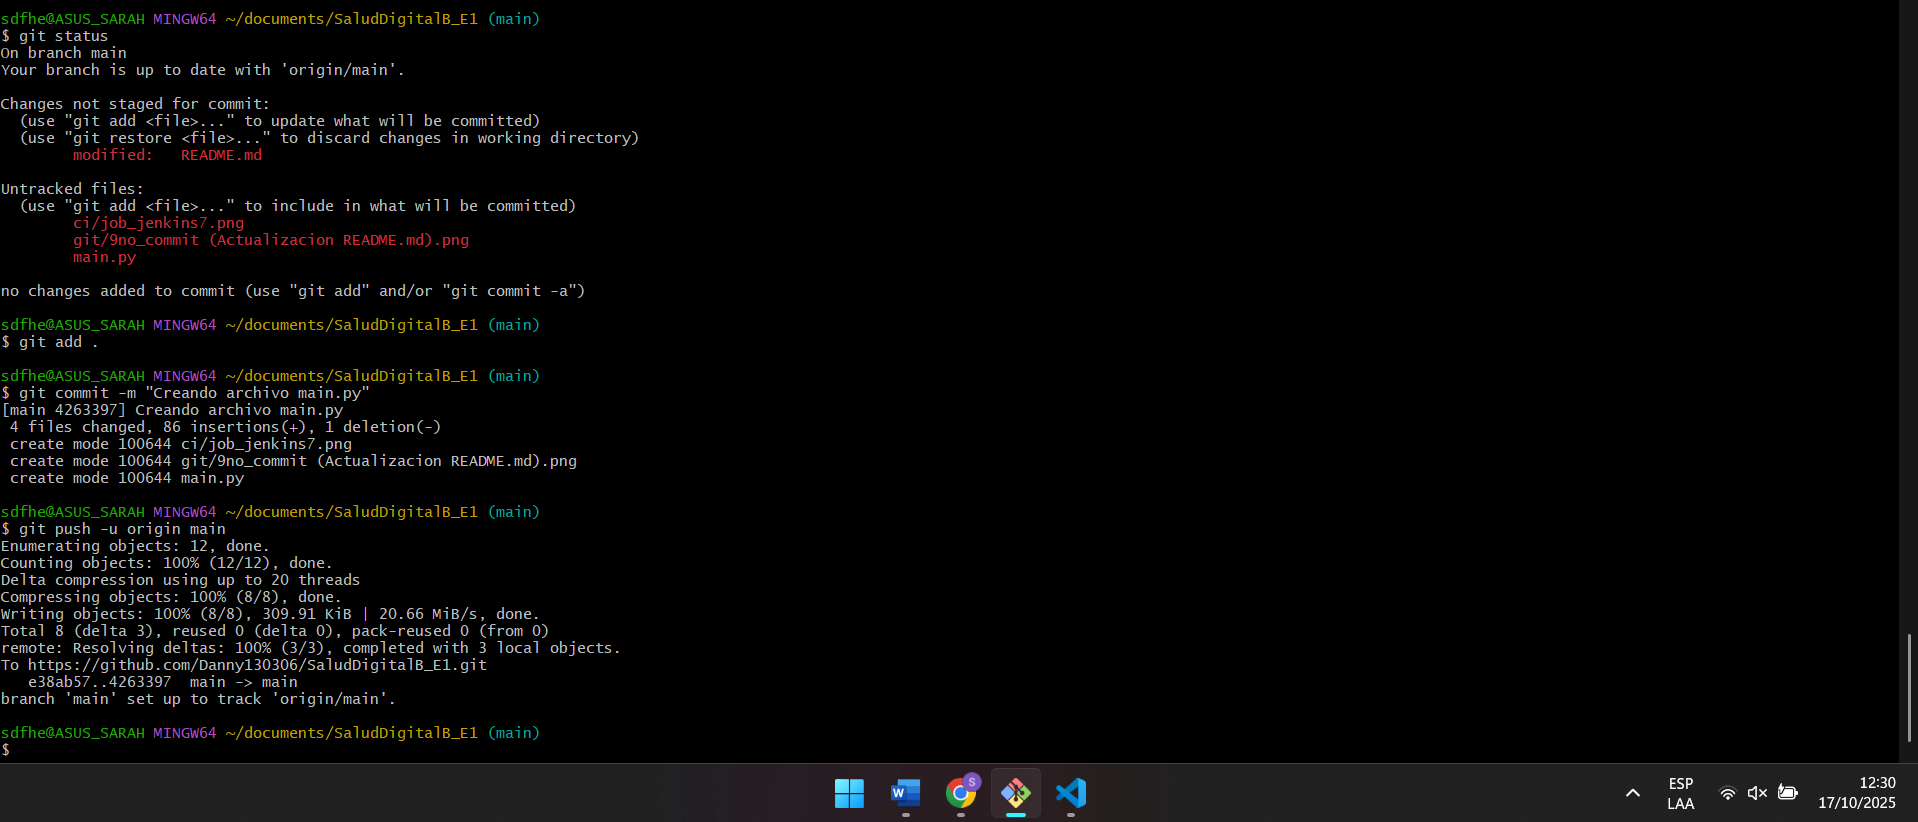 sdfhe@ASUS_SARAH MINGW64 ~/documents/SaludDigitalB_E1 (main)
$ git status
On branch main
Your branch is up to date with 'origin/main'.
Changes not staged for commit:
  (use "git add <file>..." to update what will be committed)
  (use "git restore <file>..." to discard changes in working directory)
        modified:   README.md
Untracked files:
  (use "git add <file>..." to include in what will be committed)
        ci/job_jenkins7.png
        git/9no_commit (Actualizacion README.md).png
        main.py
no changes added to commit (use "git add" and/or "git commit -a")
sdfhe@ASUS_SARAH MINGW64 ~/documents/SaludDigitalB_E1 (main)
$ git add .
sdfhe@ASUS_SARAH MINGW64 ~/documents/SaludDigitalB_E1 (main)
$ git commit -m "Creando archivo main.py"
[main 4263397] Creando archivo main.py
 4 files changed, 86 insertions(+), 1 deletion(-)
 create mode 100644 ci/job_jenkins7.png
 create mode 100644 git/9no_commit (Actualizacion README.md).png
 create mode 100644 main.py
sdfhe@ASUS_SARAH MINGW64 ~/documents/SaludDigitalB_E1 (main)
$ git push -u origin main
Enumerating objects: 12, done.
Counting objects: 100% (12/12), done.
Delta compression using up to 20 threads
Compressing objects: 100% (8/8), done.
Writing objects: 100% (8/8), 309.91 KiB | 20.66 MiB/s, done.
Total 8 (delta 3), reused 0 (delta 0), pack-reused 0 (from 0)
remote: Resolving deltas: 100% (3/3), completed with 3 local objects.
To https://github.com/Danny130306/SaludDigitalB_E1.git
   e38ab57..4263397  main -> main
branch 'main' set up to track 'origin/main'.
sdfhe@ASUS_SARAH MINGW64 ~/documents/SaludDigitalB_E1 (main)
$
W
S
ESP
LAA
12:30
17/10/2025